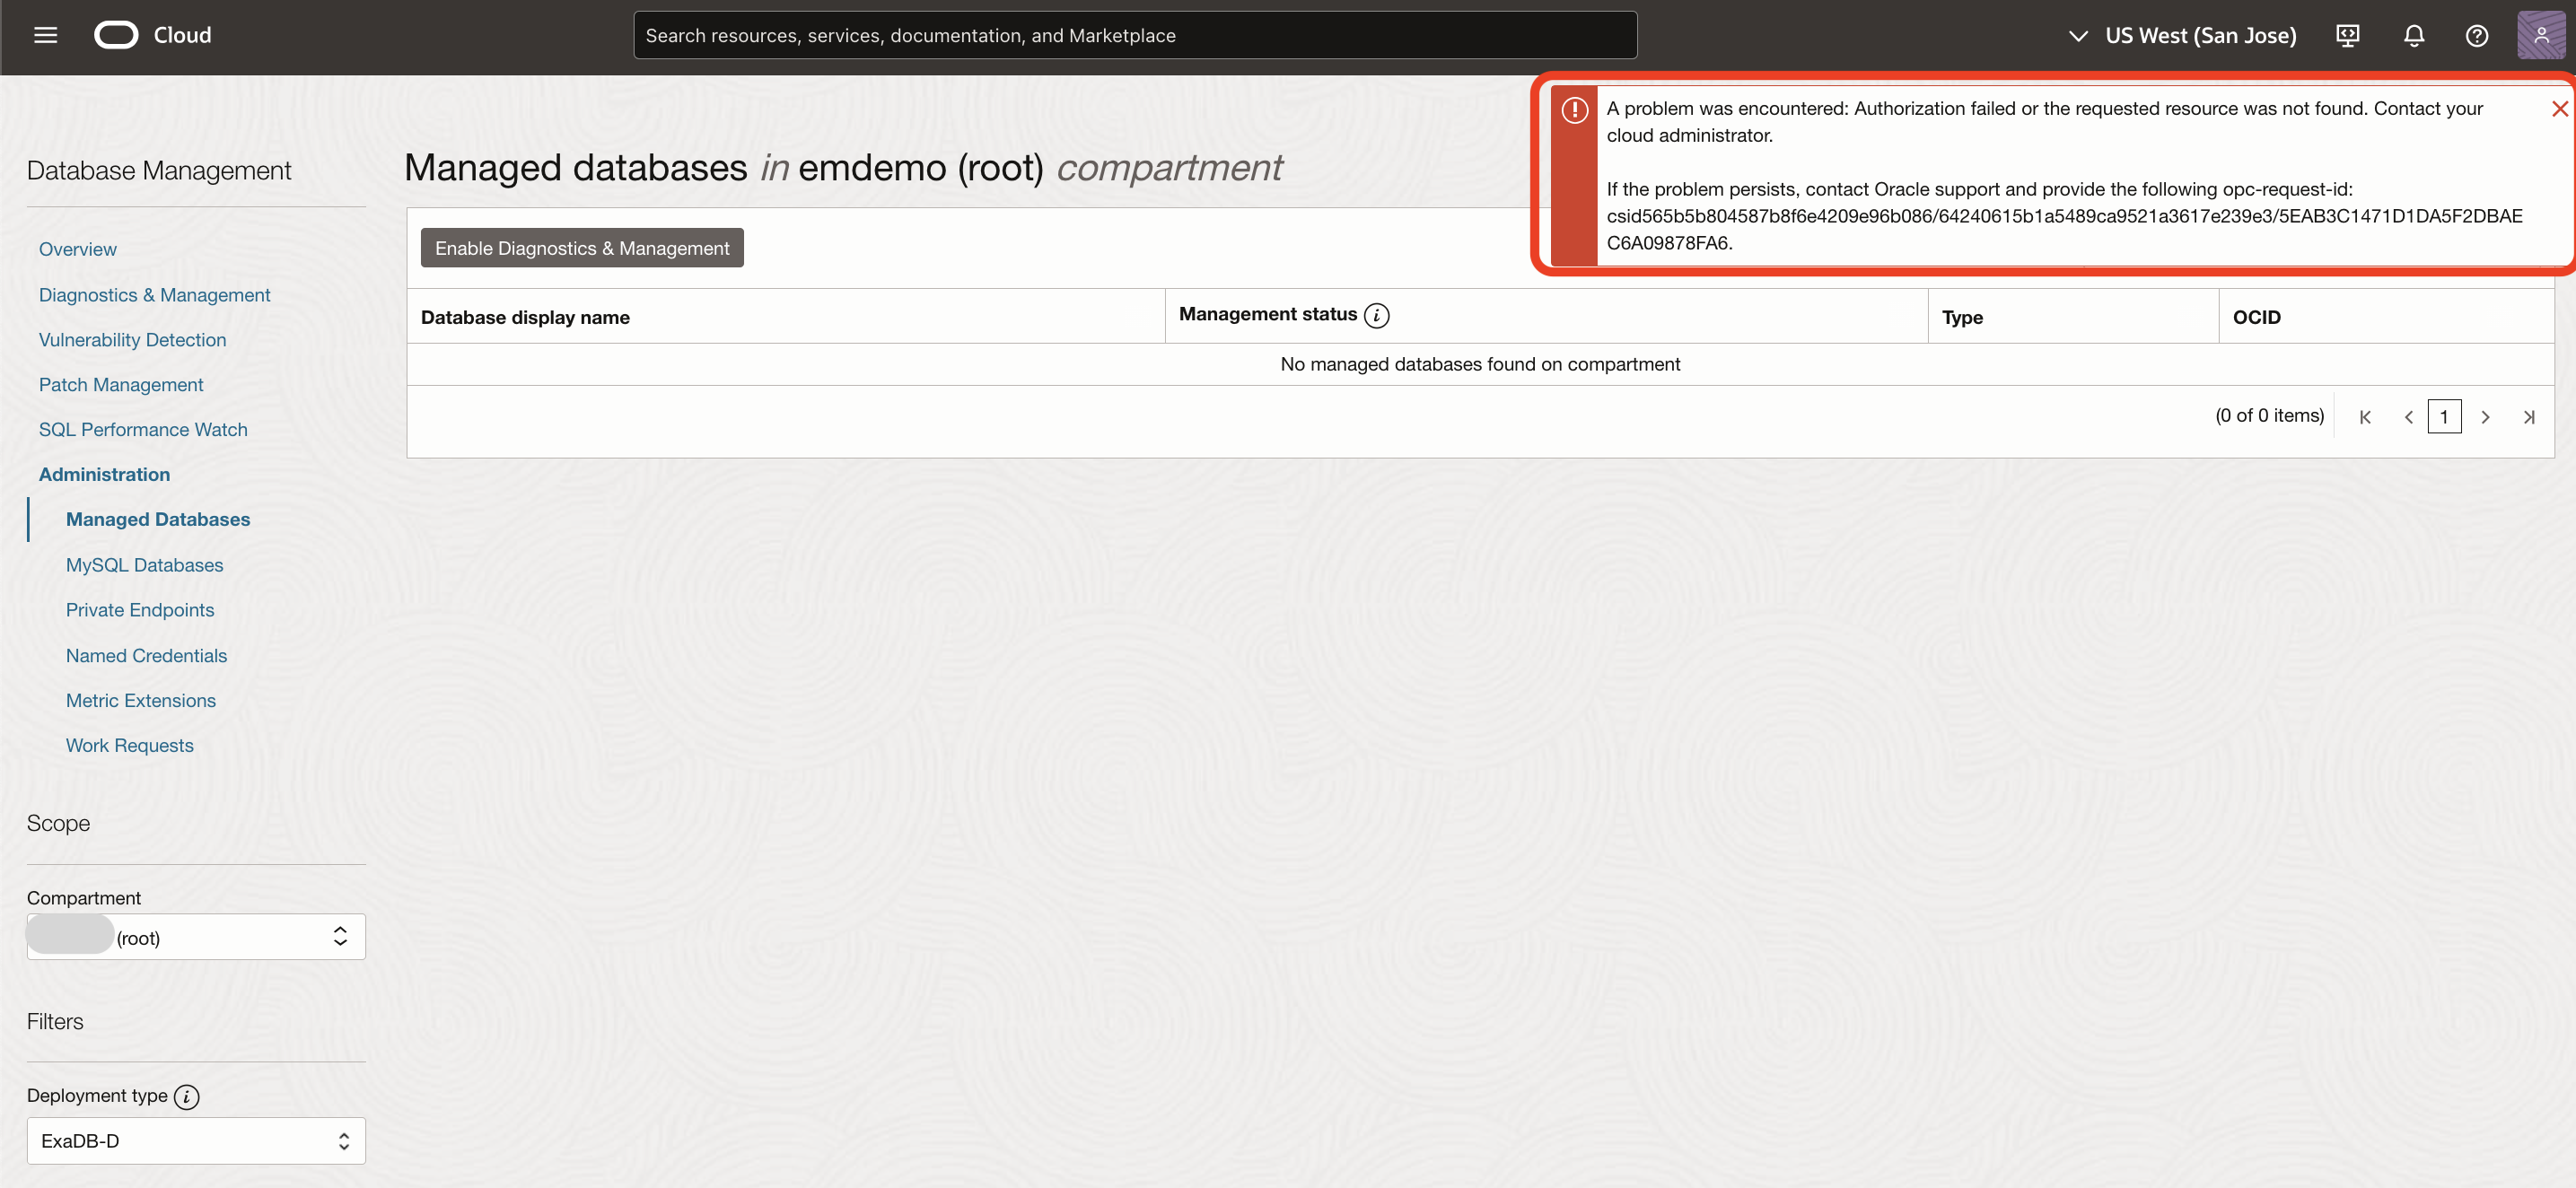 Cloud
Search resources, services, documentation, and Marketplace
US West (San Jose)
A problem was encountered: Authorization failed or the requested resource was not found. Contact your
cloud administrator.
If the problem persists, contact Oracle support and provide the following opc-request-id:
csid565b5b804587b8f6e4209e96b086/64240615b1a5489ca9521a3617e239e3/5EAB3C1471D1DA5F2DBAE
C6A09878FA6.
Database Management
Overview
Diagnostics & Management
Vulnerability Detection
Patch Management
SQL Performance Watch
Administration
Managed Databases
MySQL Databases
Private Endpoints
Named Credentials
Metric Extensions
Work Requests
Scope
Compartment
(root)
Filters
Deployment type
ExaDB-D
Managed databases in emdemo (root) compartment
Enable Diagnostics & Management
Database display name Management status Type OCID
No managed databases found on compartment
(0 of 0 items) 1